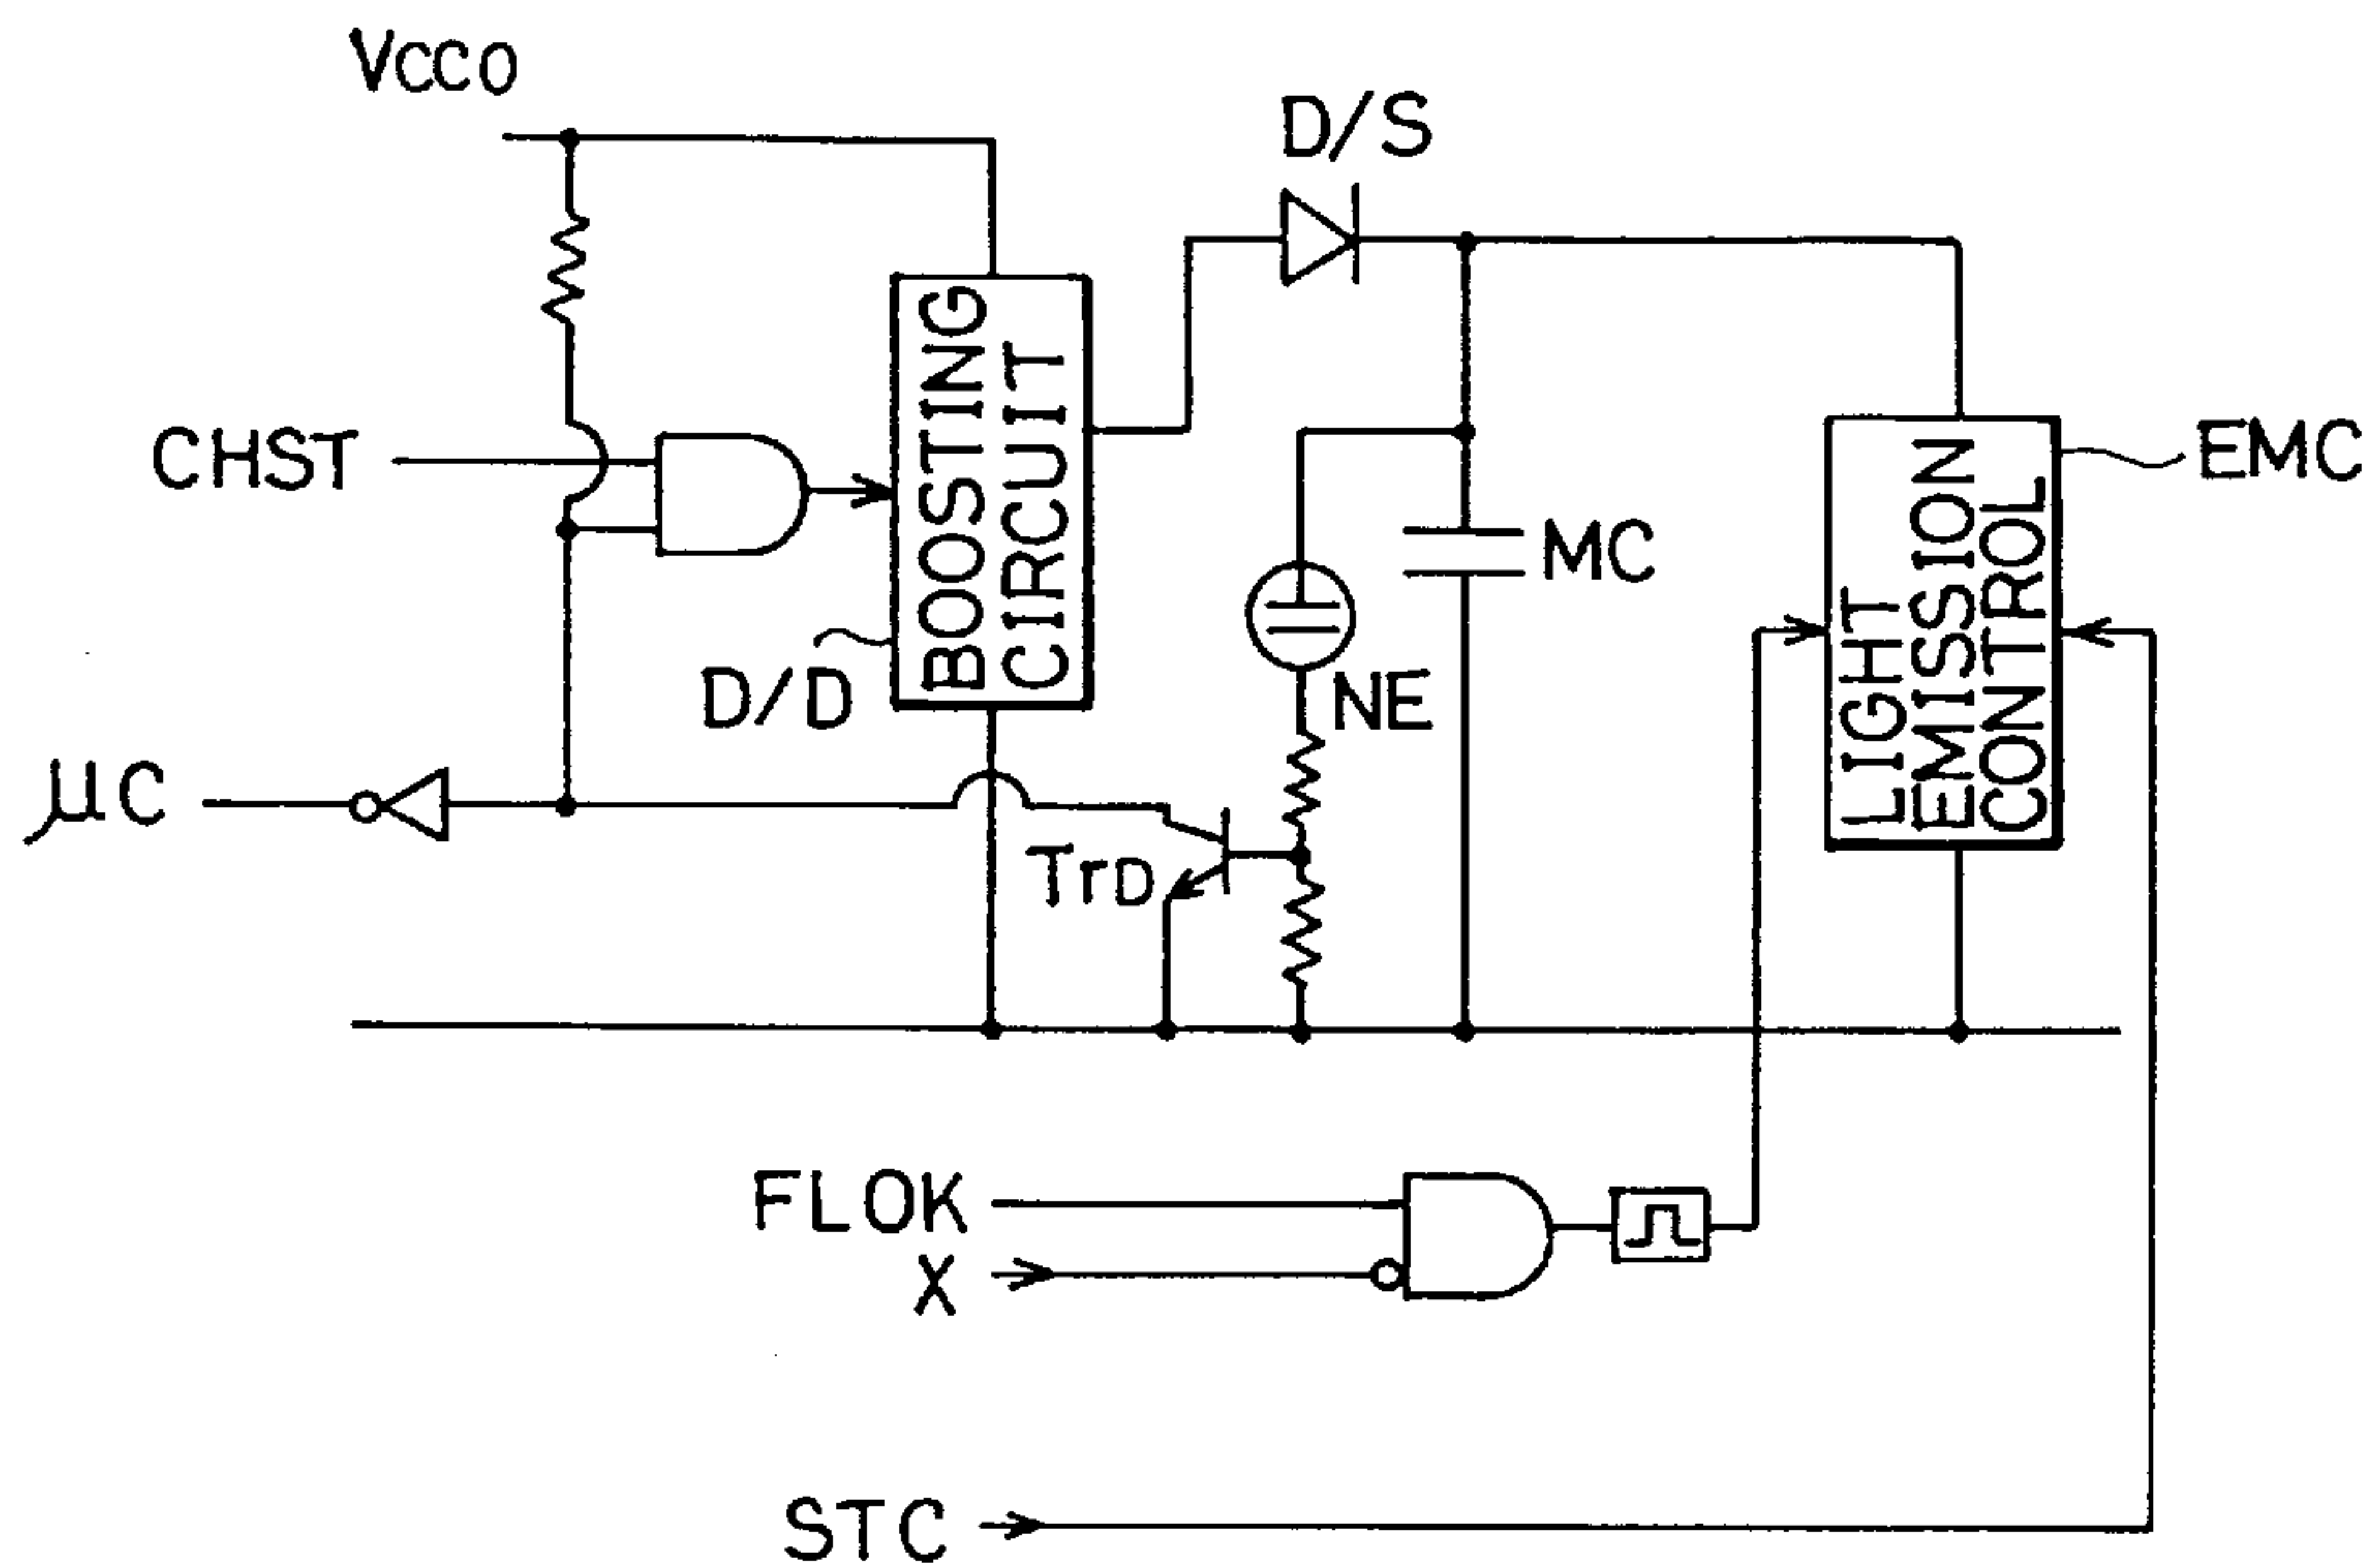 VCCO
D/S
CHST
BOOSTING
CIRCUIT
EMC
MC
LIGHT
EMISSION
CONTROL
D/D
NE
μC
TrD
FLOK
X
STC